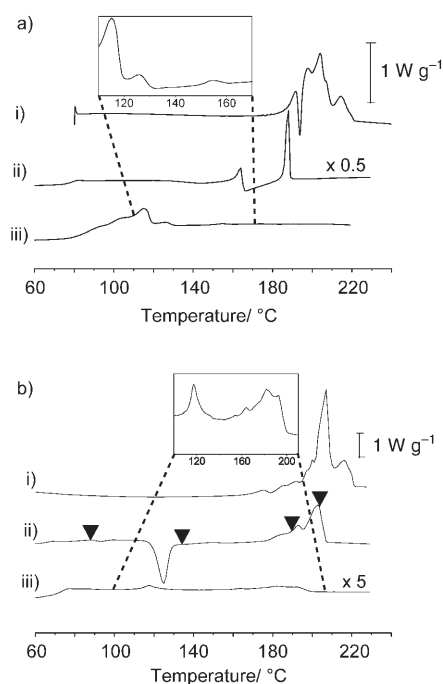 a)
120 140 160
1 W g⁻¹
i)
ii)
x 0.5
iii)
60 100 140 180 220
Temperature/ °C
b)
120 160 200
1 W g⁻¹
i)
ii)
iii)
x 5
60 100 140 180 220
Temperature/ °C